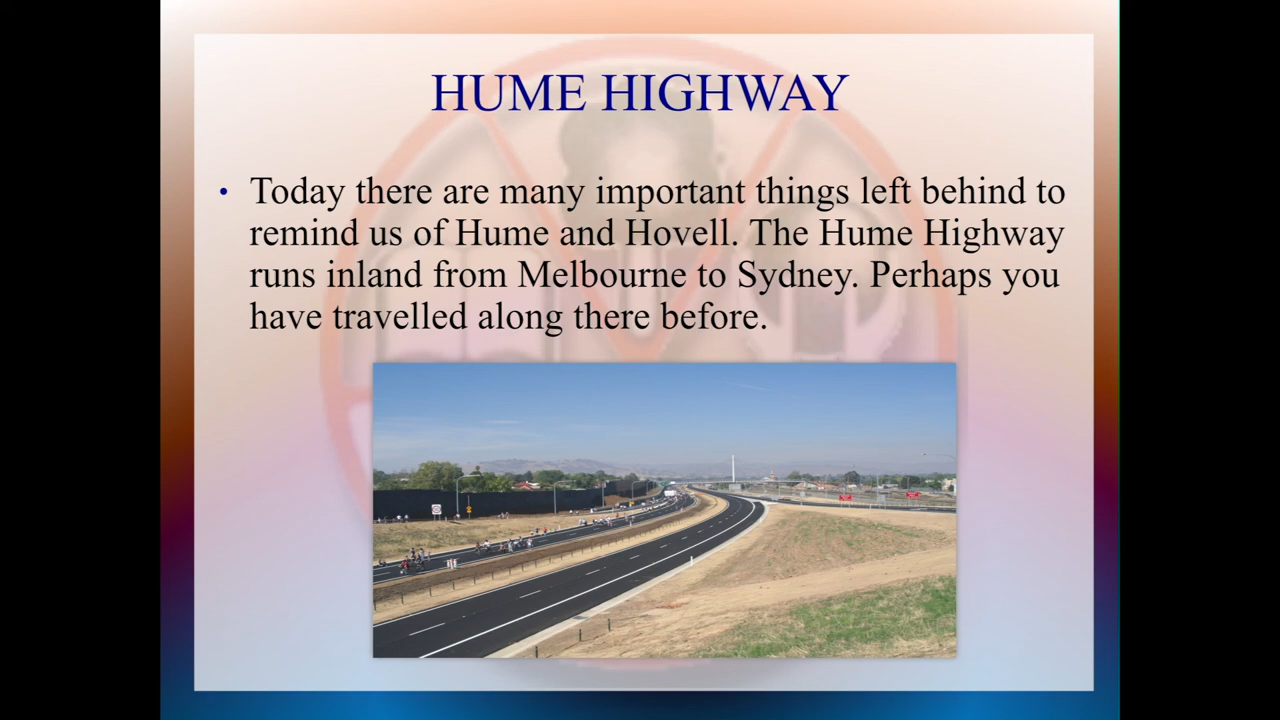 HUME HIGHWAY
• Today there are many important things left behind to
remind us of Hume and Hovell. The Hume Highway
runs inland from Melbourne to Sydney. Perhaps you
have travelled along there before.